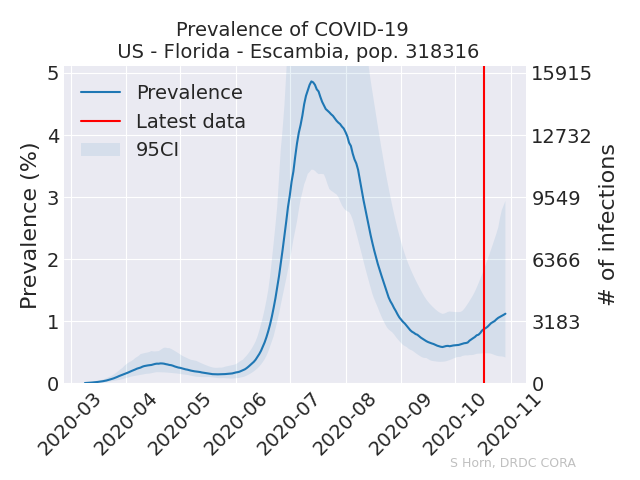 Prevalence of COVID-19
US - Florida - Escambia, pop. 318316
Prevalence
Latest data
95CI
Prevalence (%)
5
4
3
2
1
0
15915
12732
9549
6366
3183
0
# of infections
2020-03
2020-04
2020-05
2020-06
2020-07
2020-08
2020-09
2020-10
2020-11
S Horn, DRDC CORA